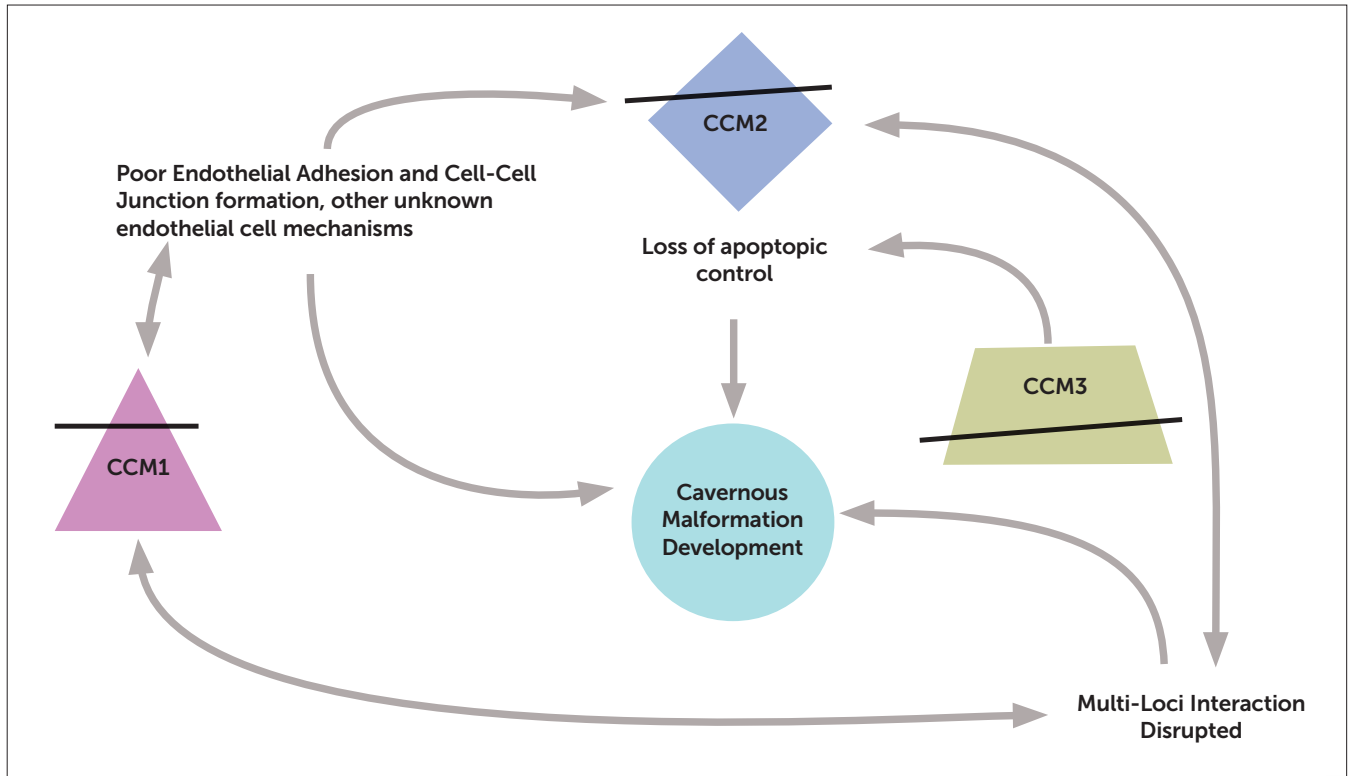 CCM2
Poor Endothelial Adhesion and Cell-Cell
Junction formation, other unknown
endothelial cell mechanisms
Loss of apoptopic
control
CCM3
CCM1
Cavernous
Malformation
Development
Multi-Loci Interaction
Disrupted